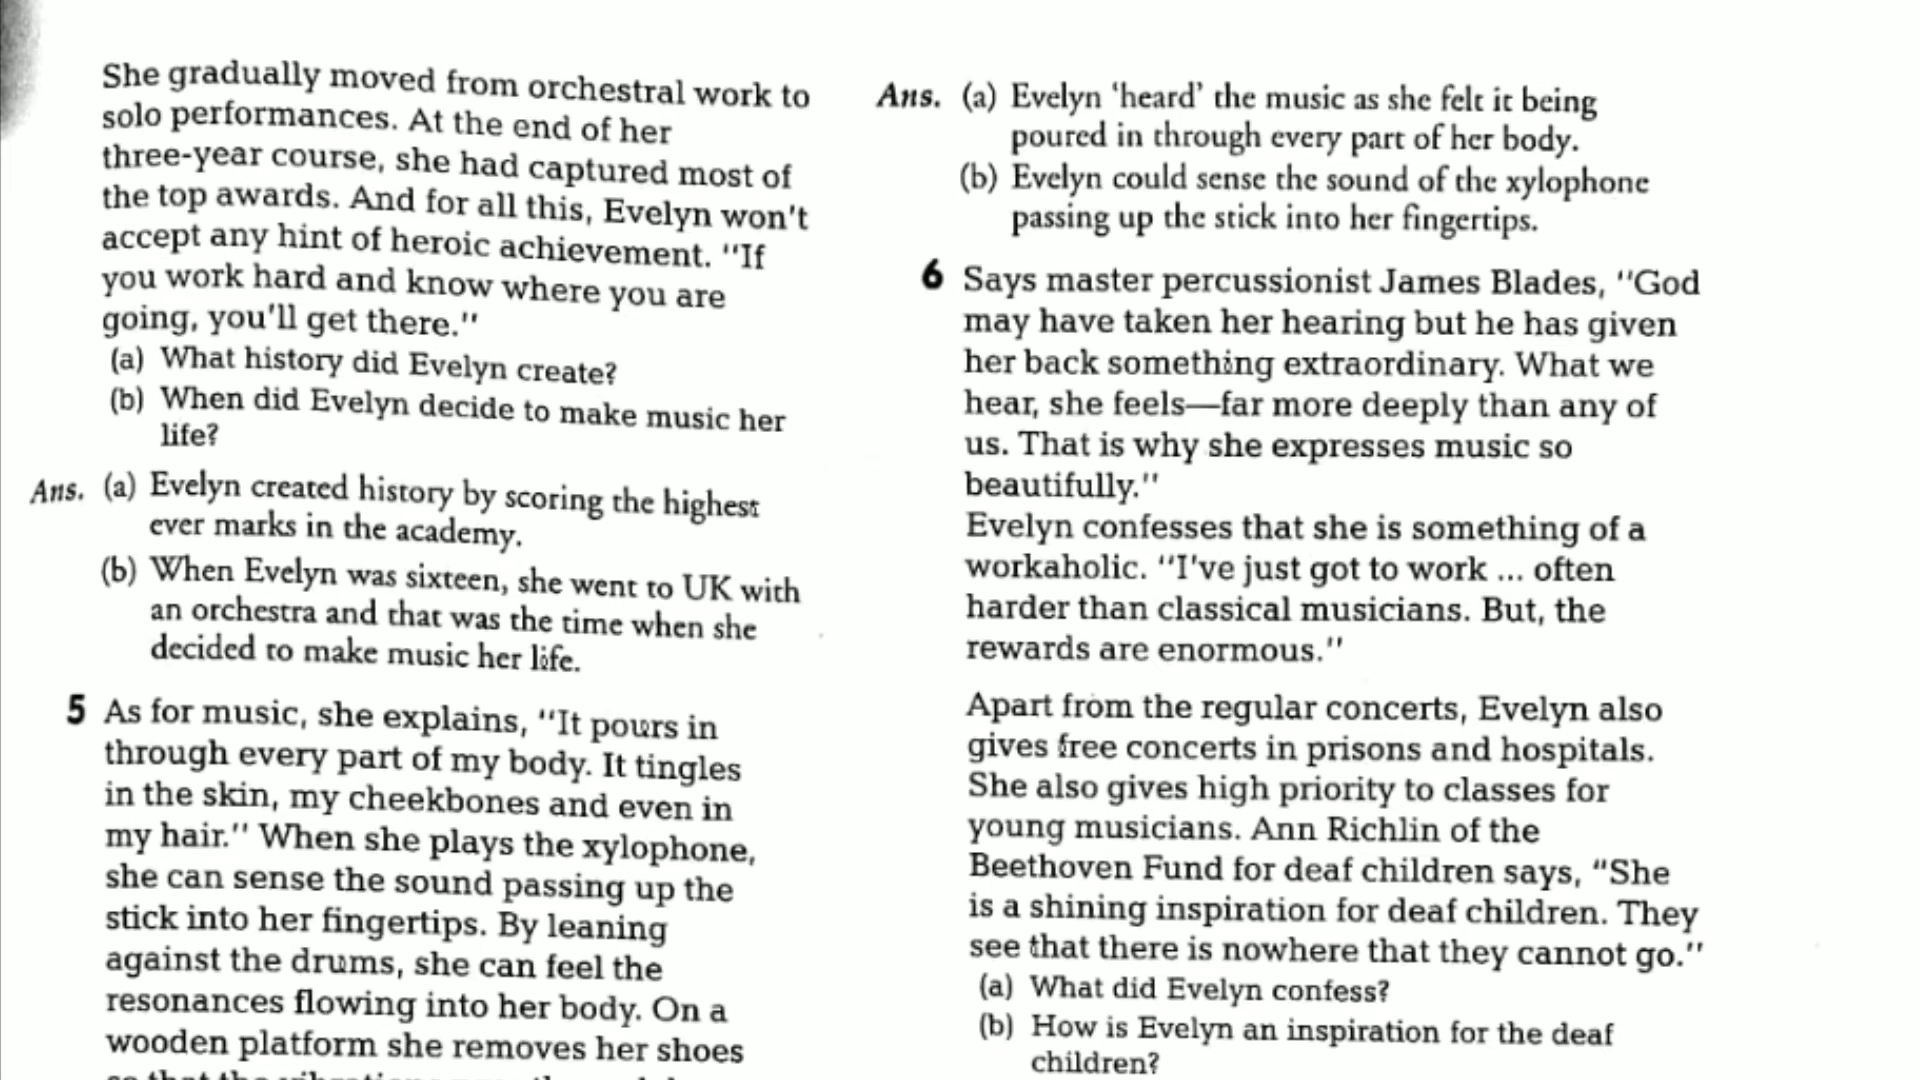 She gradually moved from orchestral work to
solo performances. At the end of her
three-year course, she had captured most of
the top awards. And for all this, Evelyn won't
accept any hint of heroic achievement. "If
you work hard and know where you are
going, you'll get there."
(a) What history did Evelyn create?
(b) When did Evelyn decide to make music her
life?
Ans. (a) Evelyn created history by scoring the highest
ever marks in the academy.
(b) When Evelyn was sixteen, she went to UK with
an orchestra and that was the time when she
decided to make music her life.
5 As for music, she explains, "It pours in
through every part of my body. It tingles
in the skin, my cheekbones and even in
my hair." When she plays the xylophone,
she can sense the sound passing up the
stick into her fingertips. By leaning
against the drums, she can feel the
resonances flowing into her body. On a
wooden platform she removes her shoes
Ans. (a) Evelyn 'heard' the music as she felt it being
poured in through every part of her body.
(b) Evelyn could sense the sound of the xylophone
passing up the stick into her fingertips.
6 Says master percussionist James Blades, "God
may have taken her hearing but he has given
her back something extraordinary. What we
hear, she feels—far more deeply than any of
us. That is why she expresses music so
beautifully."
Evelyn confesses that she is something of a
workaholic. "I've just got to work ... often
harder than classical musicians. But, the
rewards are enormous."
Apart from the regular concerts, Evelyn also
gives free concerts in prisons and hospitals.
She also gives high priority to classes for
young musicians. Ann Richlin of the
Beethoven Fund for deaf children says, "She
is a shining inspiration for deaf children. They
see that there is nowhere that they cannot go."
(a) What did Evelyn confess?
(b) How is Evelyn an inspiration for the deaf
children?